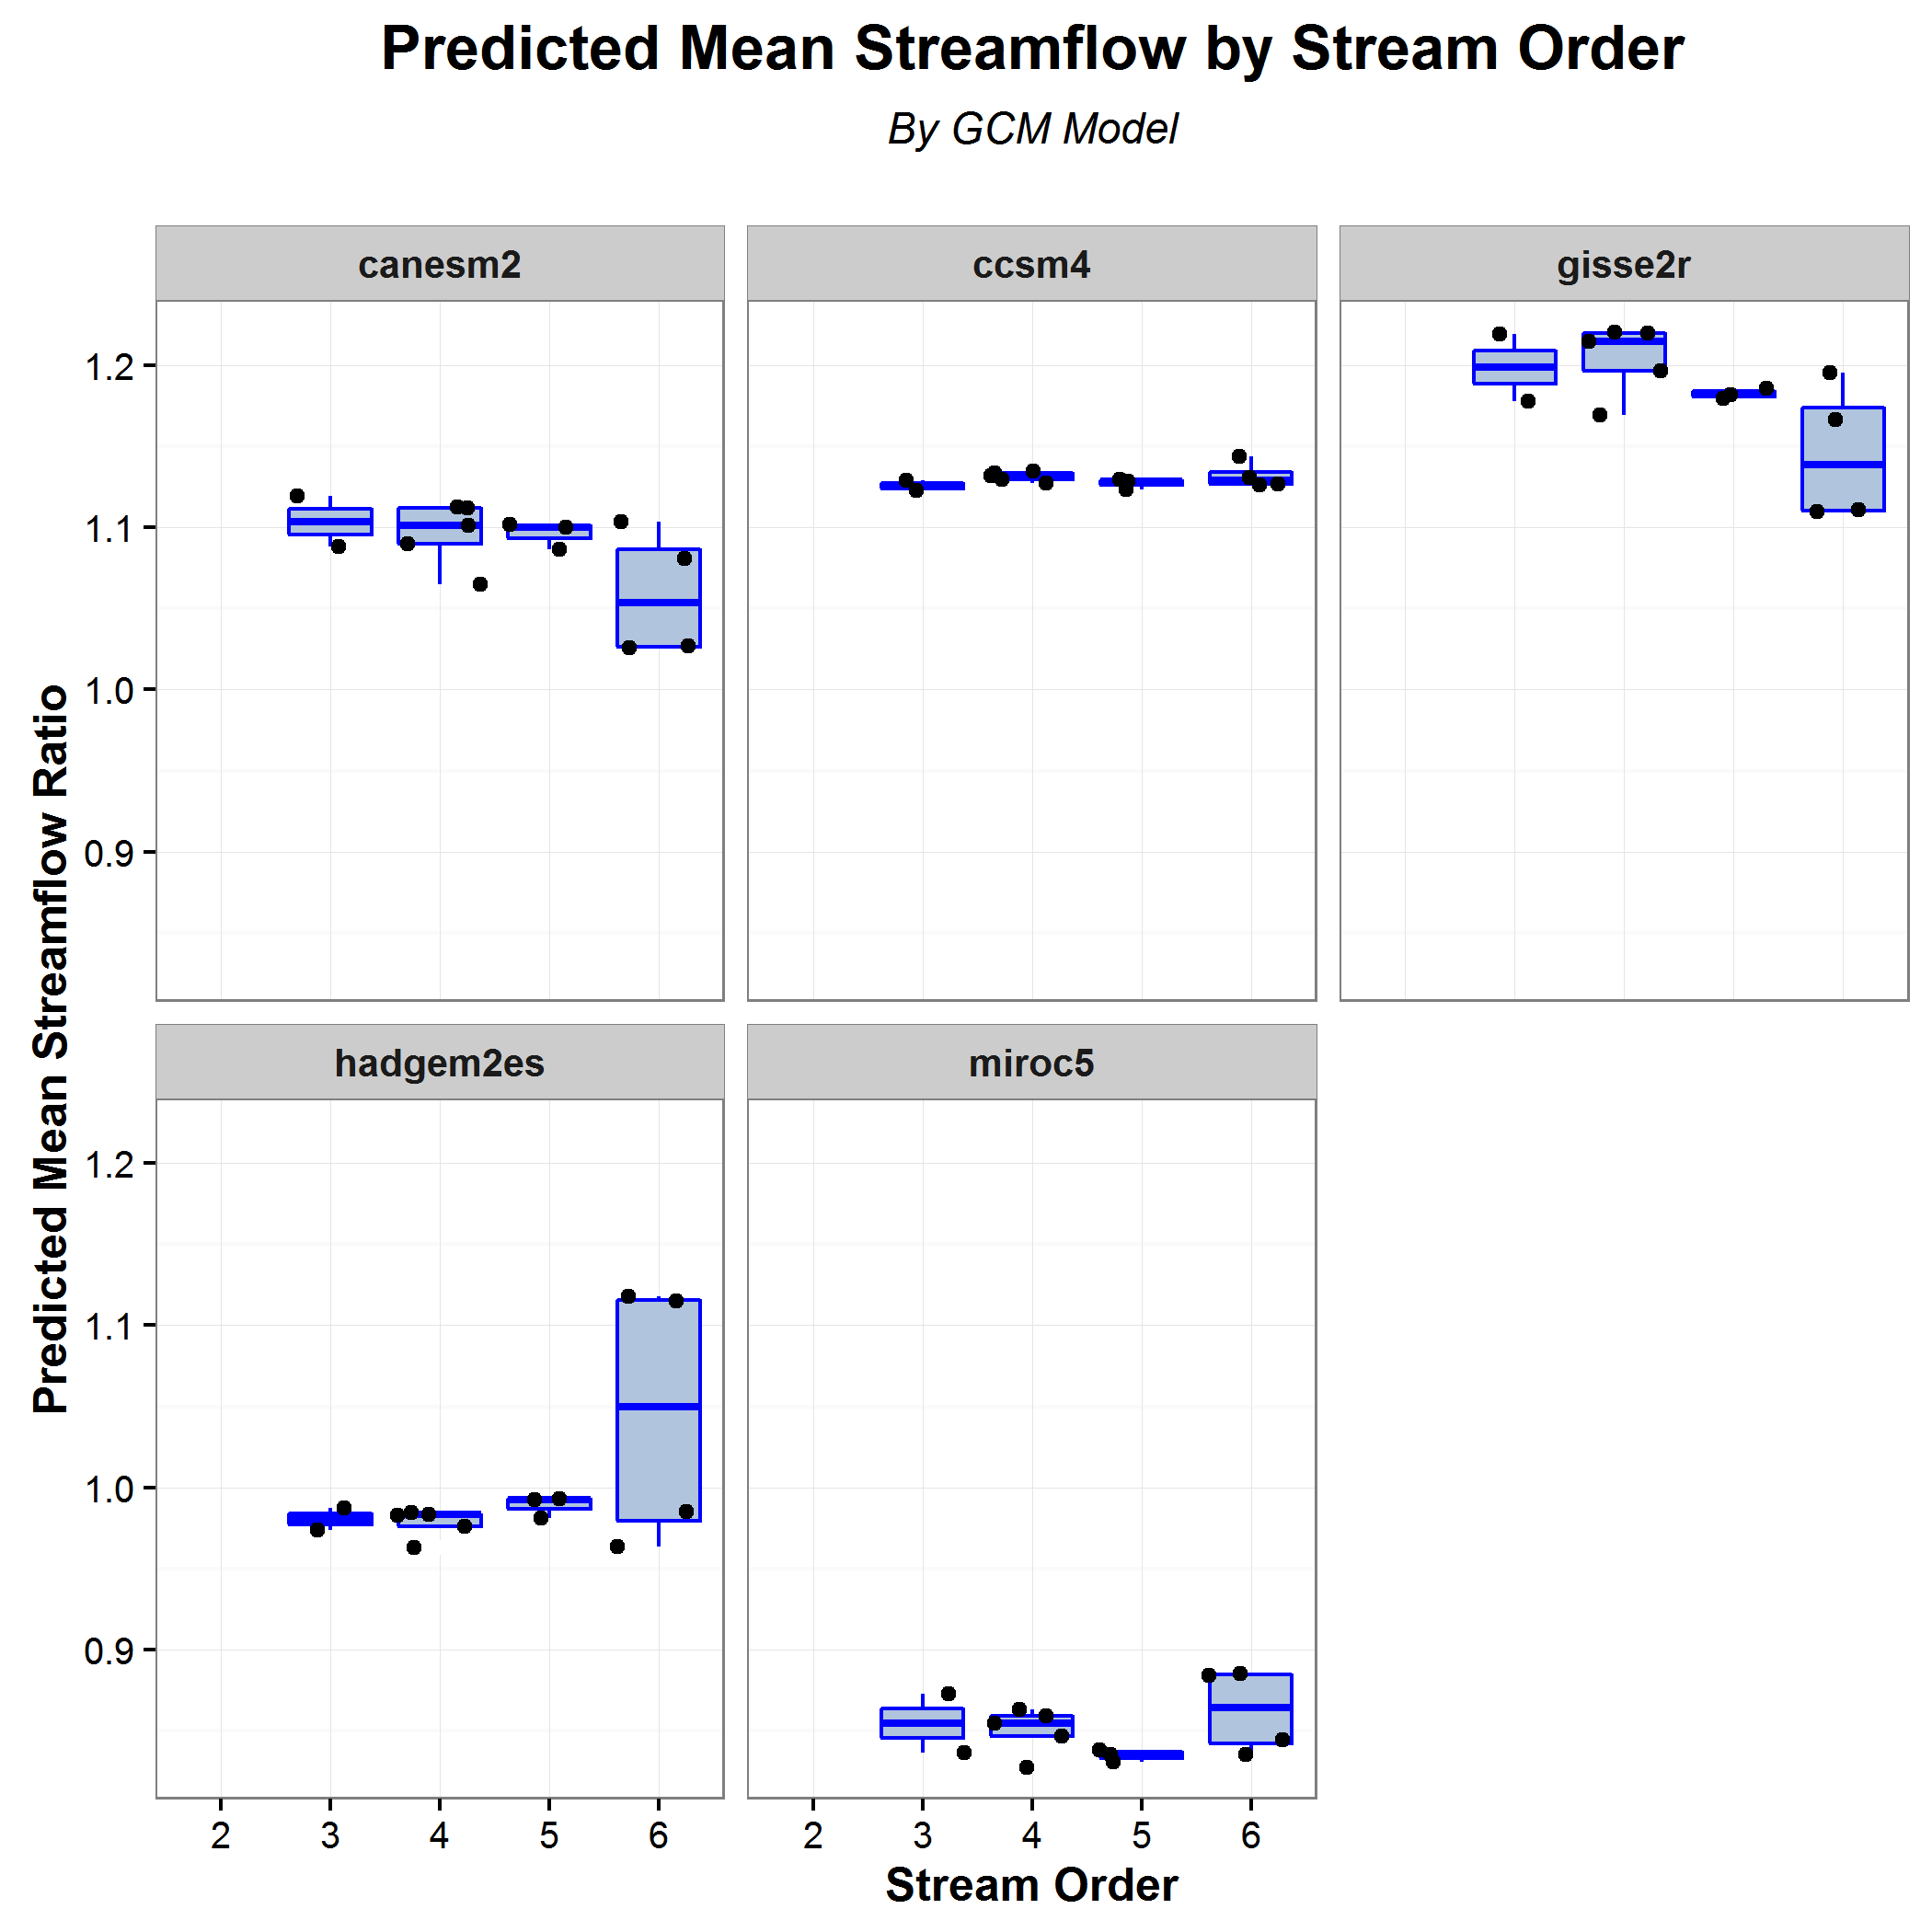 Predicted Mean Streamflow by Stream Order
By GCM Model
canesm2
ccsm4
gisse2r
1.2
1.1
1.0
0.9
Predicted Mean Streamflow Ratio
hadgem2es
miroc5
1.2
1.1
1.0
0.9
2 3 4 5 6
2 3 4 5 6
Stream Order